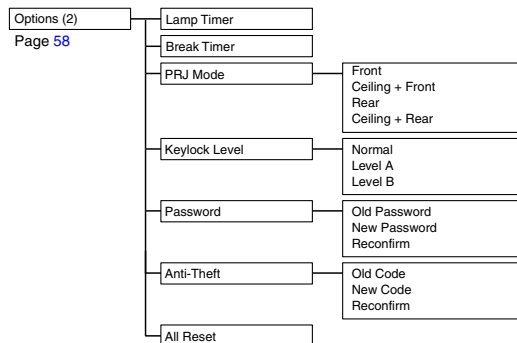 Options (2)
Page 58
Lamp Timer
Break Timer
PRJ Mode
Front
Ceiling + Front
Rear
Ceiling + Rear
Keylock Level
Normal
Level A
Level B
Password
Old Password
New Password
Reconfirm
Anti-Theft
Old Code
New Code
Reconfirm
All Reset